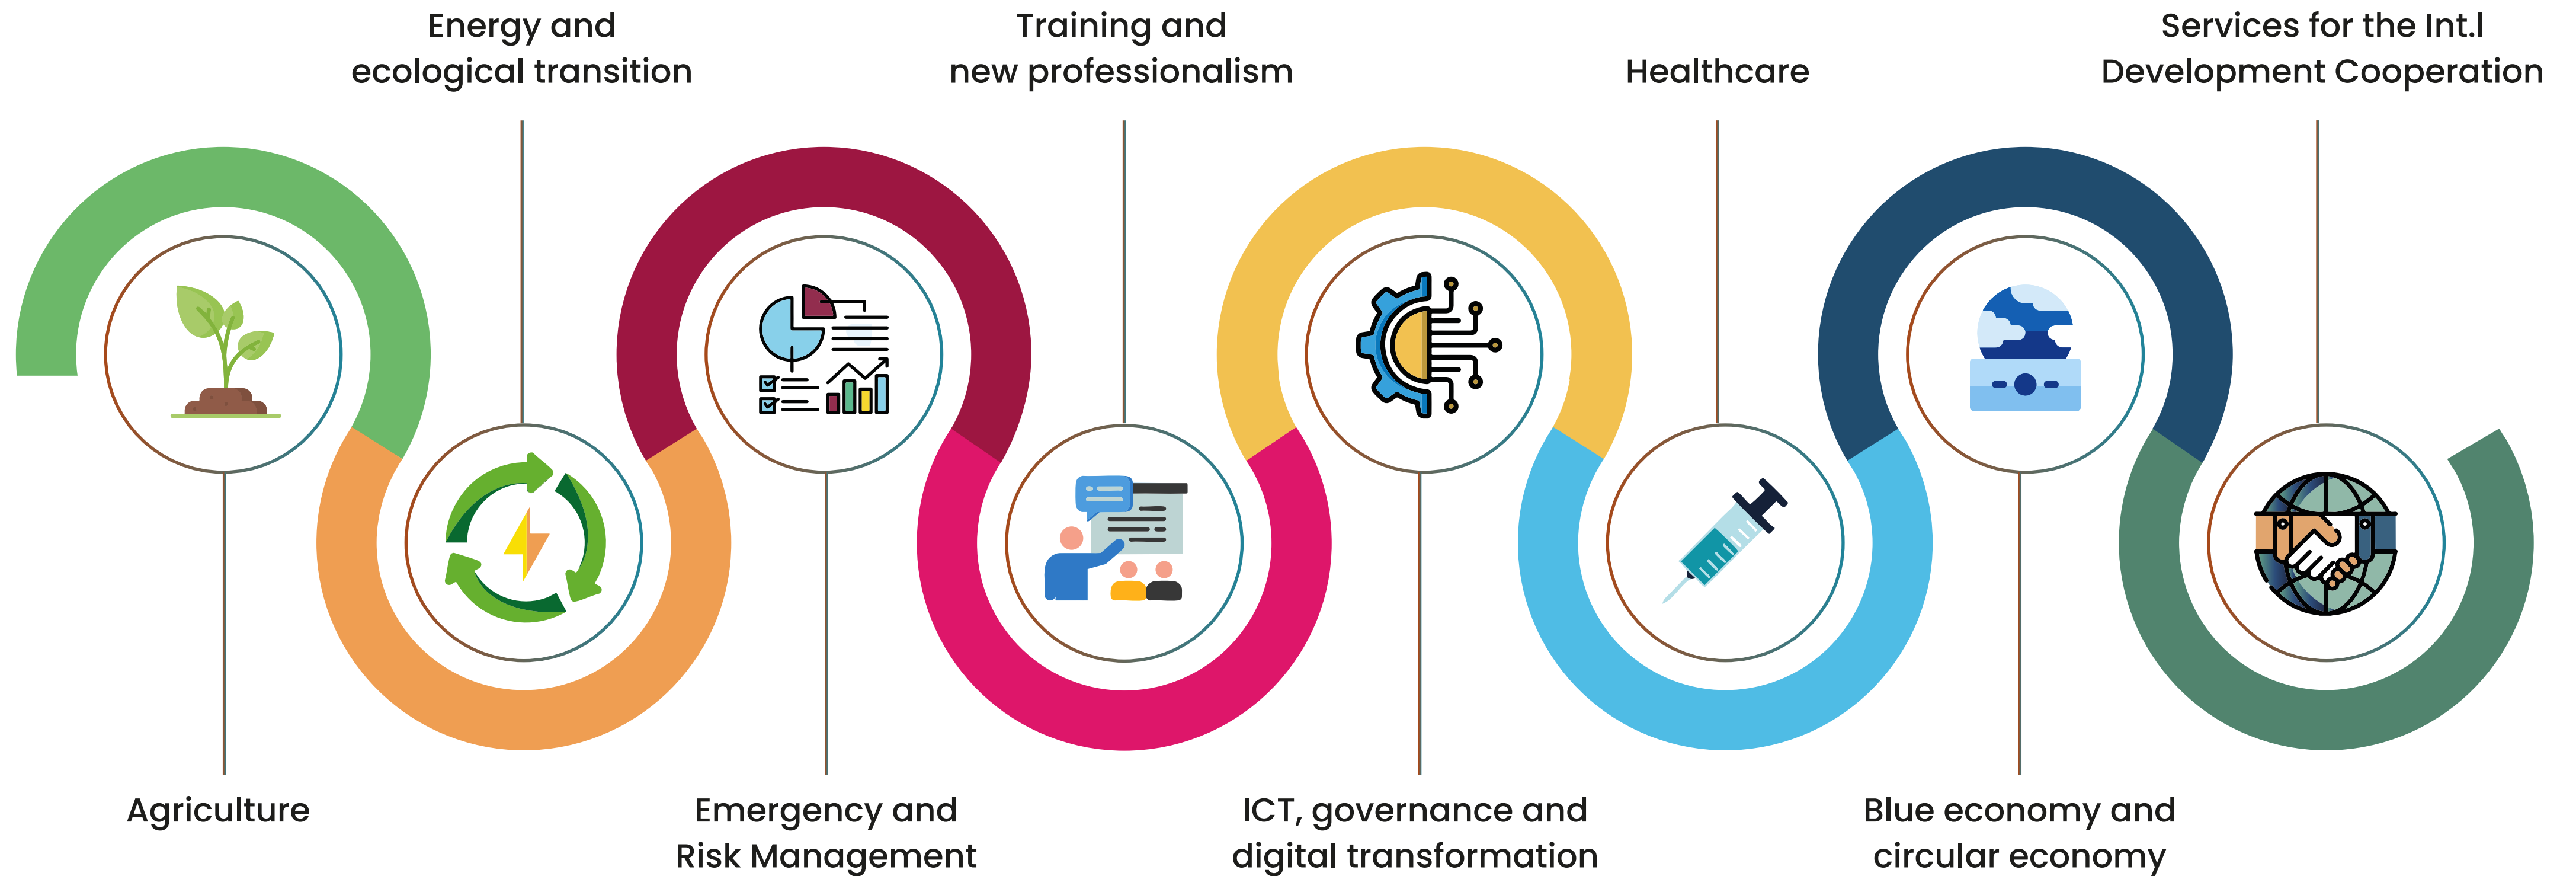 Energy and
ecological transition
Training and
new professionalism
Healthcare
Services for the Int.l
Development Cooperation
Agriculture
Emergency and
Risk Management
ICT, governance and
digital transformation
Blue economy and
circular economy